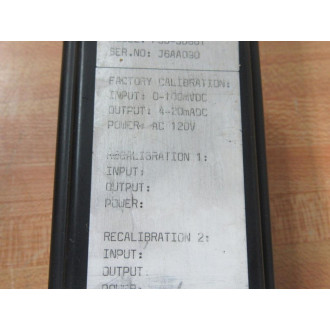 SER.NO: J6AA090
FACTORY CALIBRATION:
INPUT: 0-100MVDC
OUTPUT: 4-20MADC
POWER: AC 120V
RECALIBRATION 1:
INPUT:
OUTPUT:
POWER:
RECALIBRATION 2:
INPUT:
OUTPUT
POWER: